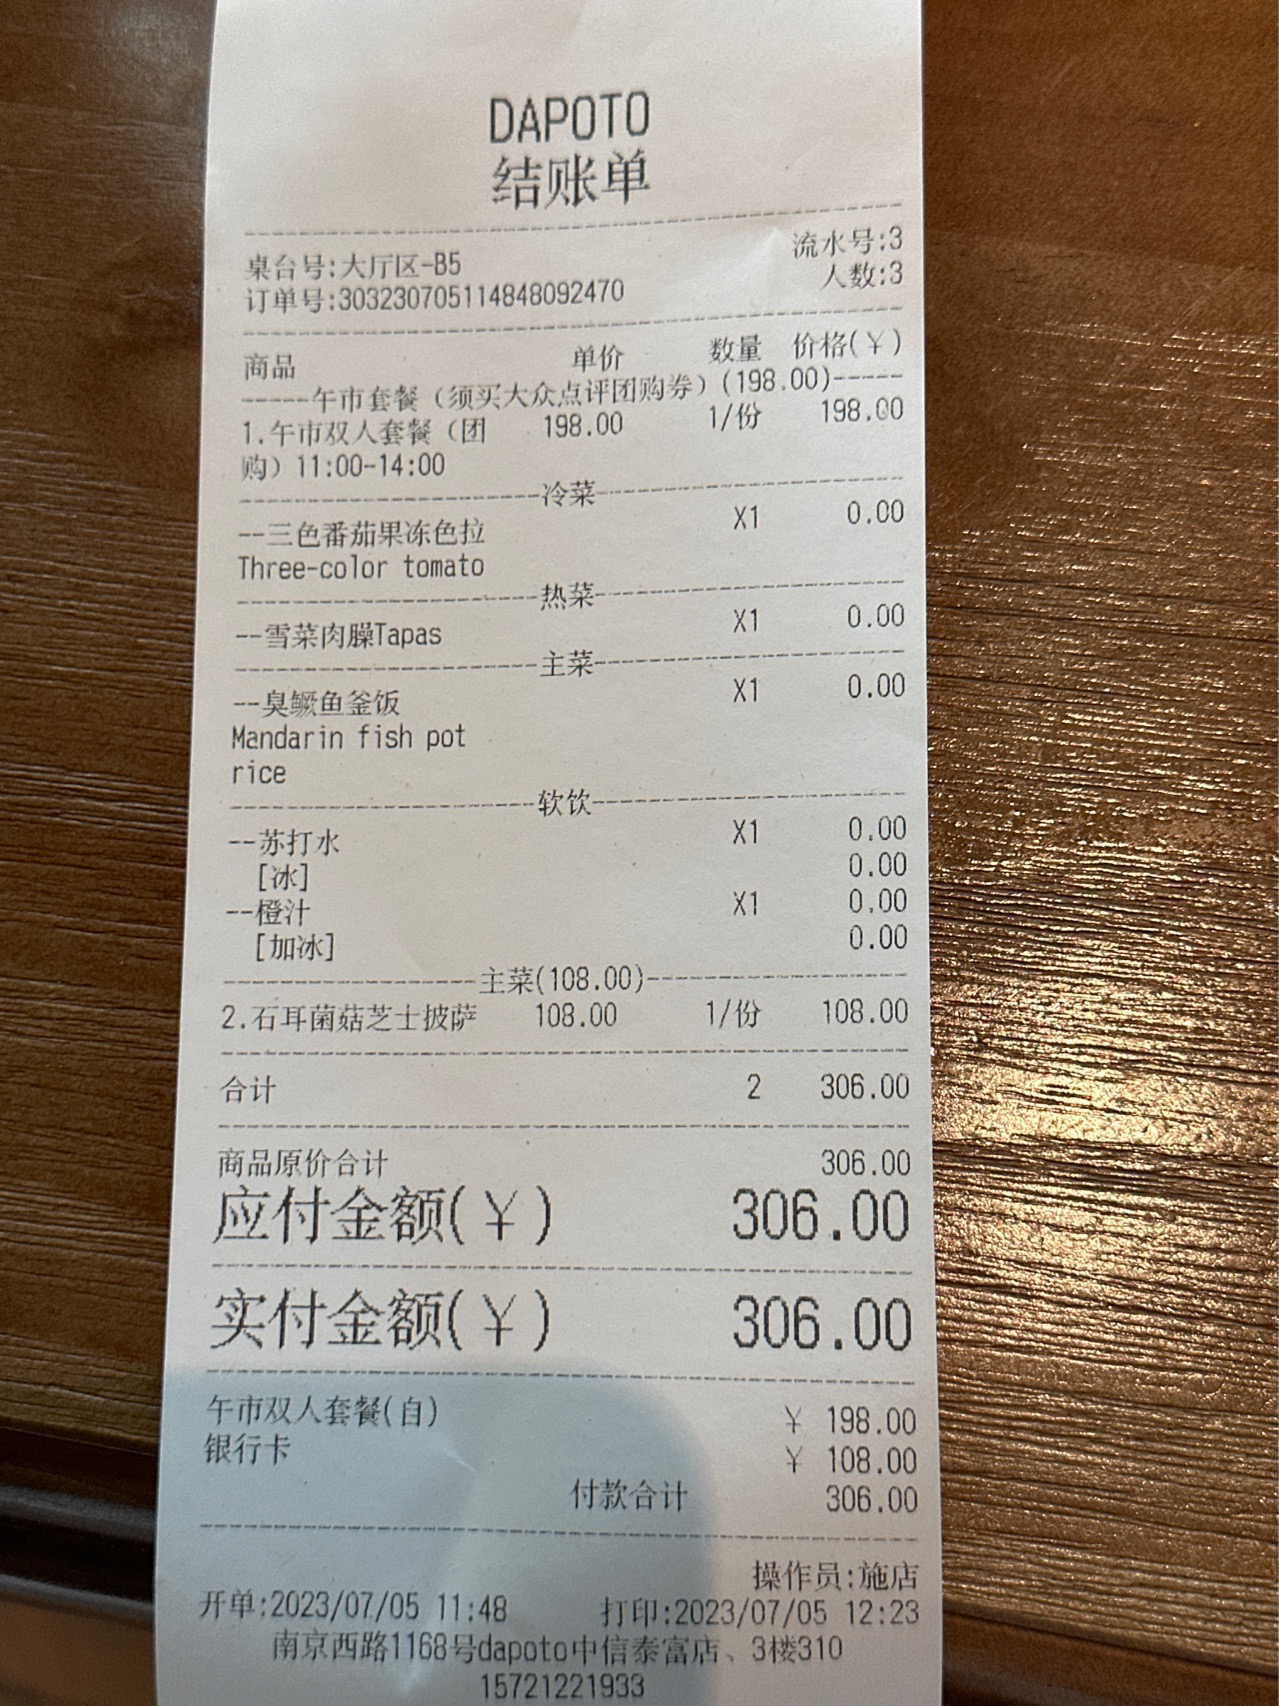 DAPOTO
结账单
桌台号:大厅区-B5 流水号:3
订单号:303230705114848092470 人数:3
商品 单价 数量 价格(¥)
-----午市套餐（须买大众点评团购券）(198.00)-----
1.午市双人套餐（团 198.00 1/份 198.00
购）11:00-14:00
冷菜
--三色番茄果冻色拉 X1 0.00
Three-color tomato
热菜
--雪菜肉臊Tapas X1 0.00
主菜
--臭鳜鱼釜饭 X1 0.00
Mandarin fish pot
rice
软饮
--苏打水 X1 0.00
[冰] 0.00
--橙汁 X1 0.00
[加冰] 0.00
主菜(108.00)
2.石耳菌菇芝士披萨 108.00 1/份 108.00
合计 2 306.00
商品原价合计 306.00
应付金额(¥) 306.00
实付金额(¥) 306.00
午市双人套餐(自) ¥ 198.00
银行卡 ¥ 108.00
付款合计 306.00
操作员:施店
开单:2023/07/05 11:48 打印:2023/07/05 12:23
南京西路1168号dapoto中信泰富店、3楼310
15721221933